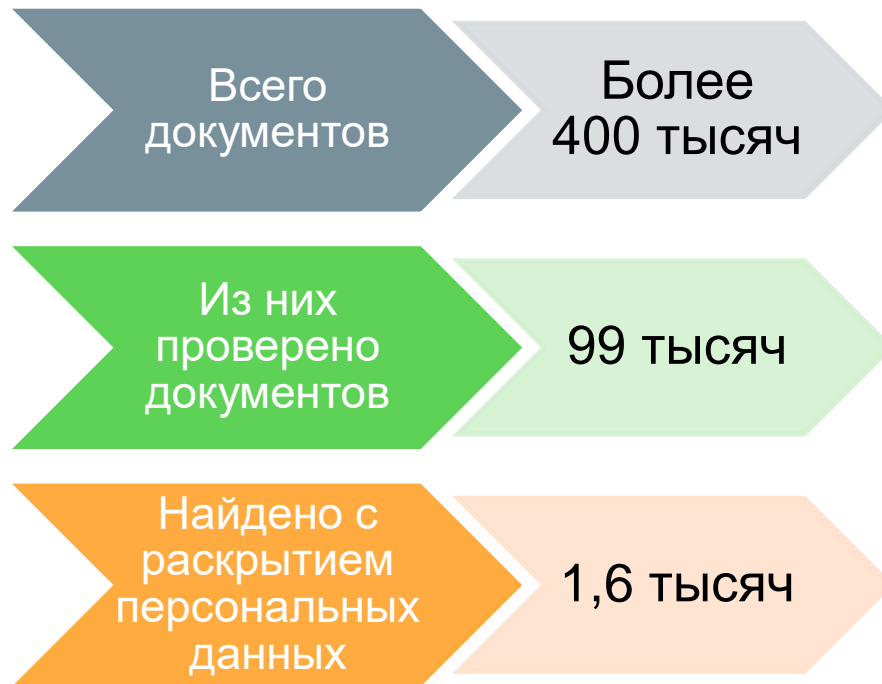 Всего
документов
Более
400 тысяч
Из них
проверено
документов
99 тысяч
Найдено с
раскрытием
персональных
данных
1,6 тысяч